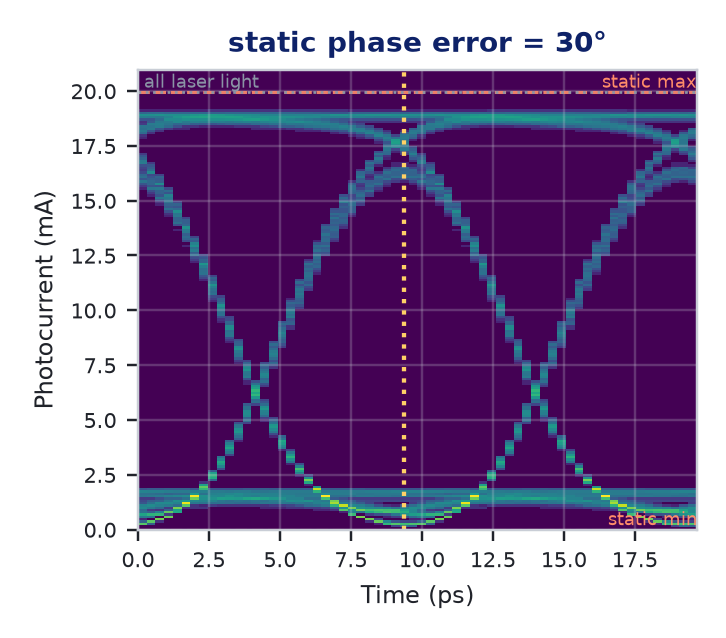 static phase error = 30°
all laser light
static max
20.0
17.5
15.0
12.5
10.0
7.5
5.0
2.5
0.0
static min
0.0
2.5
5.0
7.5
10.0
12.5
15.0
17.5
Photocurrent (mA)
Time (ps)